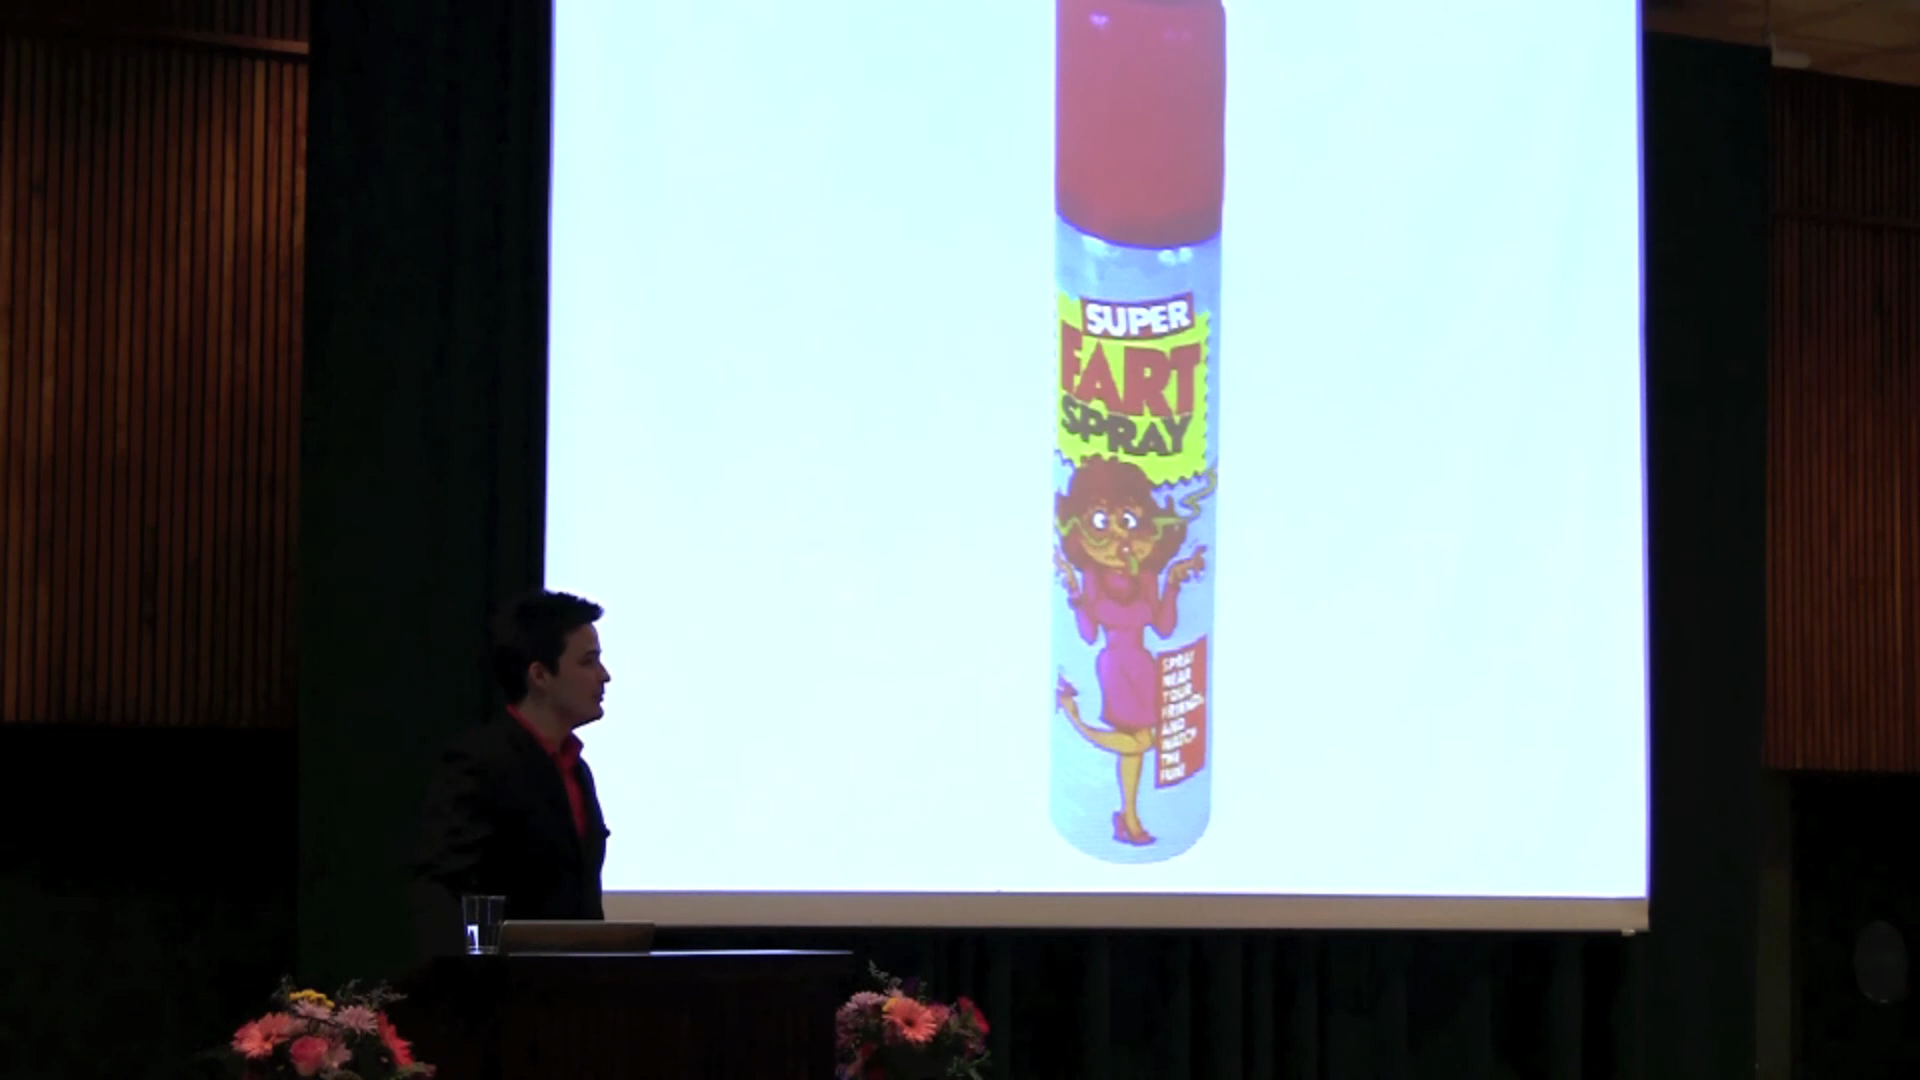 SUPER
FART
SPRAY
SPRAY
NEAR
YOUR
FRIENDS
AND
WATCH
THE
FUN!